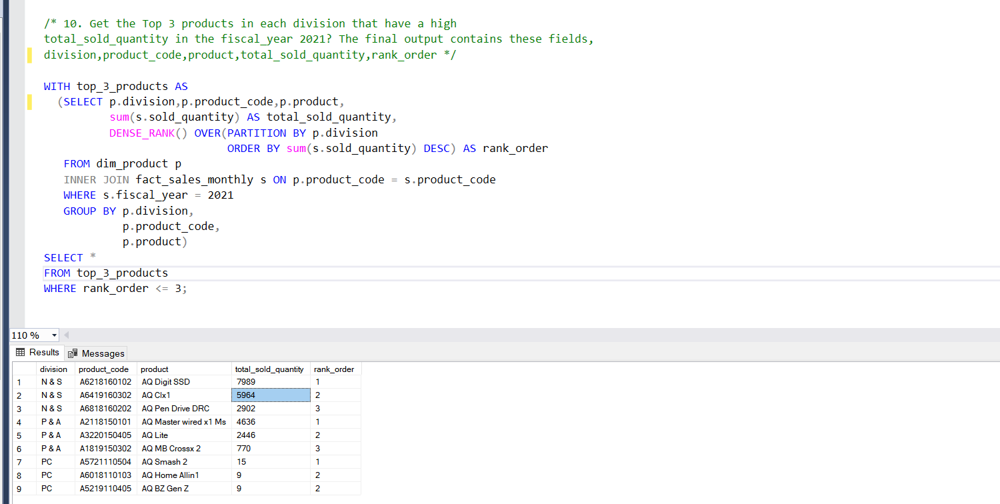 /* 10. Get the Top 3 products in each division that have a high
total_sold_quantity in the fiscal_year 2021? The final output contains these fields,
division,product_code,product,total_sold_quantity,rank_order */
WITH top_3_products AS
(SELECT p.division,p.product_code,p.product,
sum(s.sold_quantity) AS total_sold_quantity,
DENSE_RANK() OVER(PARTITION BY p.division
ORDER BY sum(s.sold_quantity) DESC) AS rank_order
FROM dim_product p
INNER JOIN fact_sales_monthly s ON p.product_code = s.product_code
WHERE s.fiscal_year = 2021
GROUP BY p.division,
p.product_code,
p.product)
SELECT *
FROM top_3_products
WHERE rank_order <= 3;
110 %
Results Messages
division product_code product total_sold_quantity rank_order
1 N & S A6218160102 AQ Digit SSD 7989 1
2 N & S A6419160302 AQ Clx1 5964 2
3 N & S A6818160202 AQ Pen Drive DRC 2902 3
4 P & A A2118150101 AQ Master wired x1 Ms 4636 1
5 P & A A3220150405 AQ Lite 2446 2
6 P & A A1819150302 AQ MB Crossx 2 770 3
7 PC A5721110504 AQ Smash 2 15 1
8 PC A6018110103 AQ Home Allin1 9 2
9 PC A5219110405 AQ BZ Gen Z 9 2